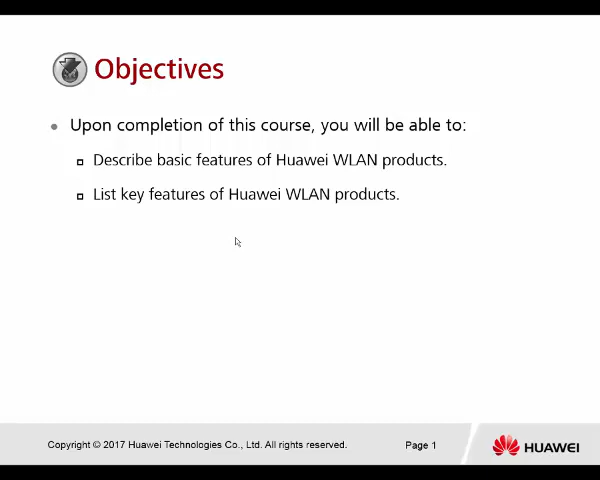 Objectives
Upon completion of this course, you will be able to:
Describe basic features of Huawei WLAN products.
List key features of Huawei WLAN products.
Copyright © 2017 Huawei Technologies Co., Ltd. All rights reserved.
Page 1
HUAWEI